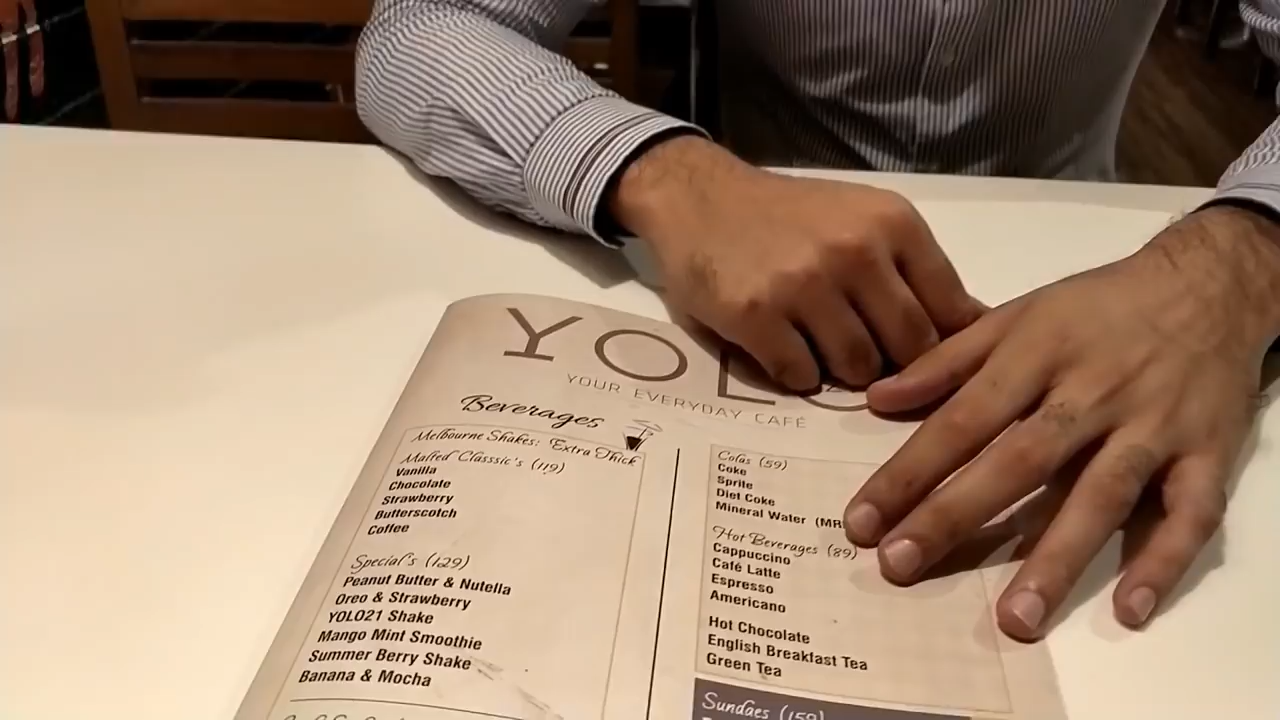 YOL
YOUR EVERYDAY CAFÉ
Beverages
Melbourne Shakes: Extra Thick
Malted Classsic's (119)
Vanilla
Chocolate
Strawberry
Butterscotch
Coffee
Special's (129)
Peanut Butter & Nutella
Oreo & Strawberry
YOLO21 Shake
Mango Mint Smoothie
Summer Berry Shake
Banana & Mocha
Colas (59)
Coke
Sprite
Diet Coke
Mineral Water (MR
Hot Beverages (89)
Cappuccino
Café Latte
Espresso
Americano
Hot Chocolate
English Breakfast Tea
Green Tea
Sundaes (159)